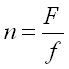 n = F/f